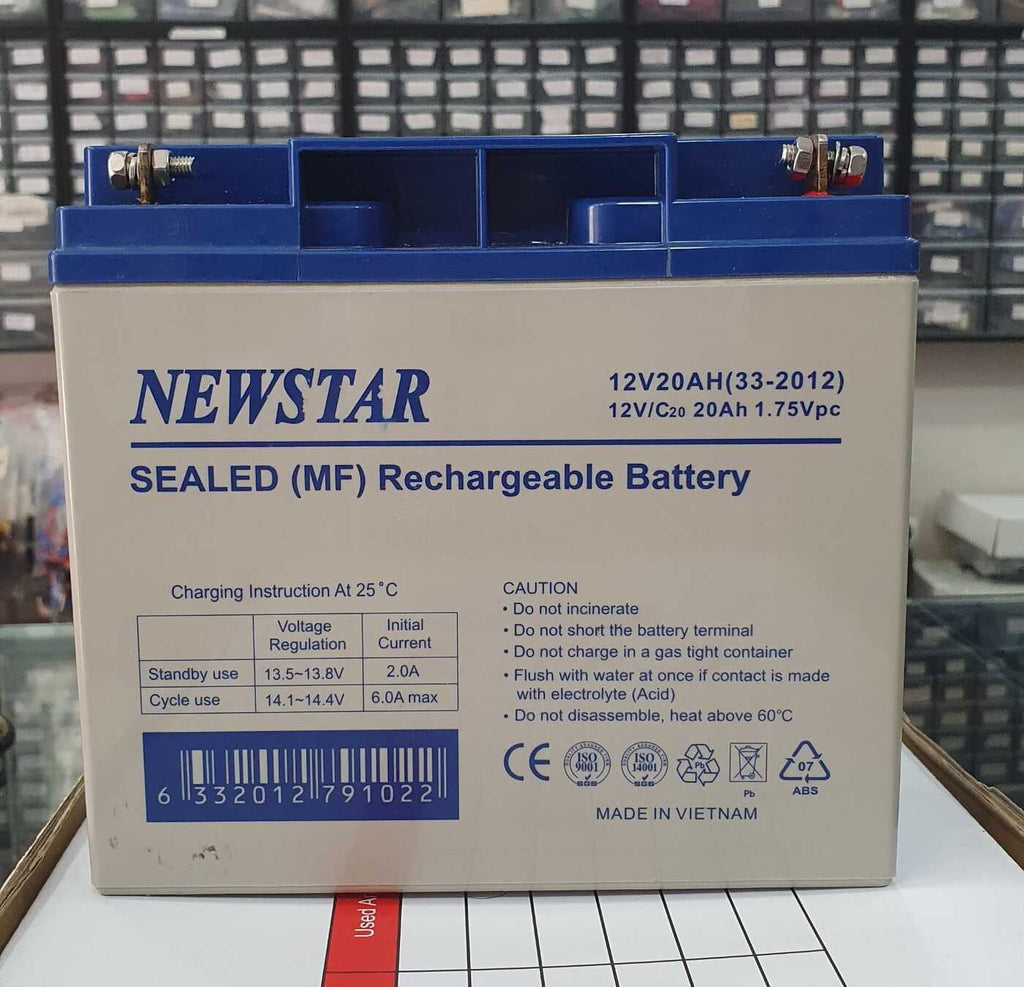 NEWSTAR
12V20AH(33-2012)
12V/C20 20Ah 1.75Vpc
SEALED (MF) Rechargeable Battery
Charging Instruction At 25°C
Voltage Regulation Initial Current
Standby use 13.5~13.8V 2.0A
Cycle use 14.1~14.4V 6.0A max
6 332012 791022
CAUTION
• Do not incinerate
• Do not short the battery terminal
• Do not charge in a gas tight container
• Flush with water at once if contact is made
with electrolyte (Acid)
• Do not disassemble, heat above 60°C
CE
ISO 9001
SGS
ISO 14001
SGS
Pb
Pb
07
ABS
MADE IN VIETNAM
Used